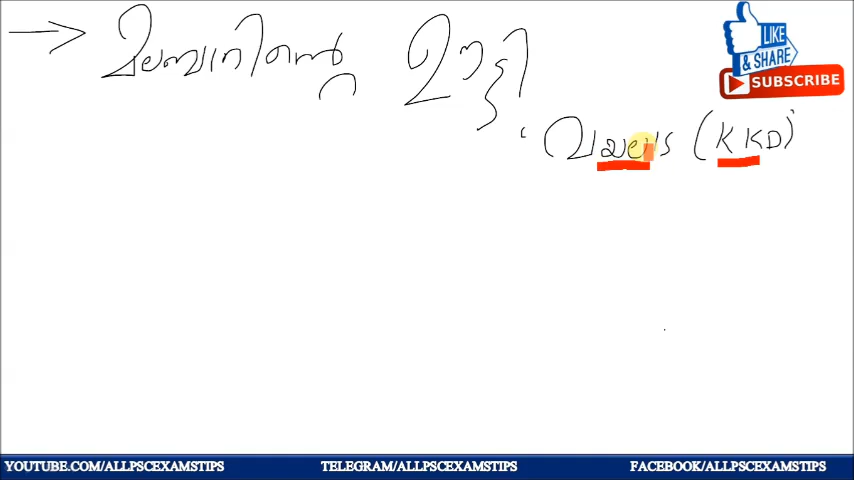 → മലബാറിന്റെ ഊട്ടി
LIKE
& SHARE
SUBSCRIBE
വയലട (KKD)
YOUTUBE.COM/ALLPSCEXAMSTIPS TELEGRAM/ALLPSCEXAMSTIPS FACEBOOK/ALLPSCEXAMSTIPS